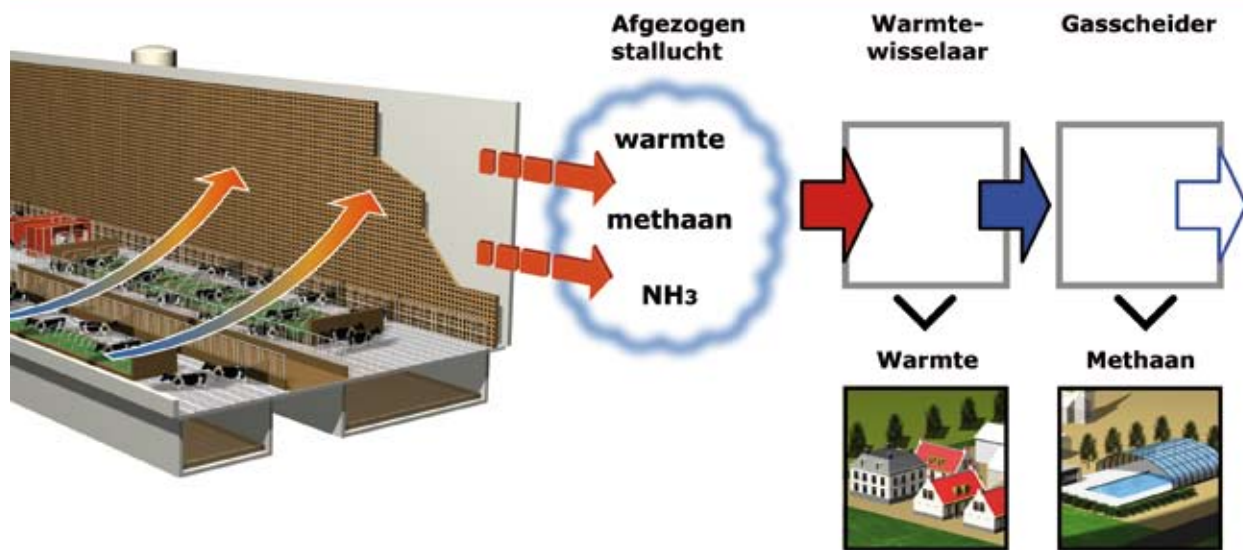 Afgezogen
stallucht
Warmte-
wisselaar
Gasscheider
warmte
methaan
NH3
Warmte
Methaan